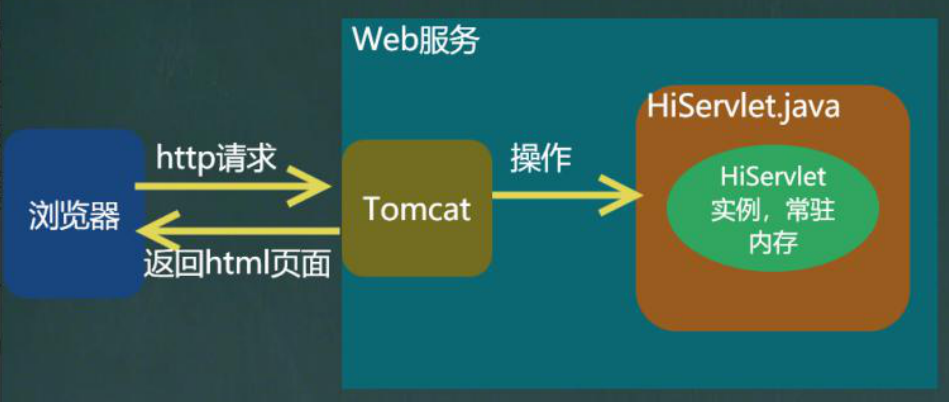 Web服务
HiServlet.java
http请求
操作
HiServlet
实例，常驻
内存
浏览器
Tomcat
返回html页面